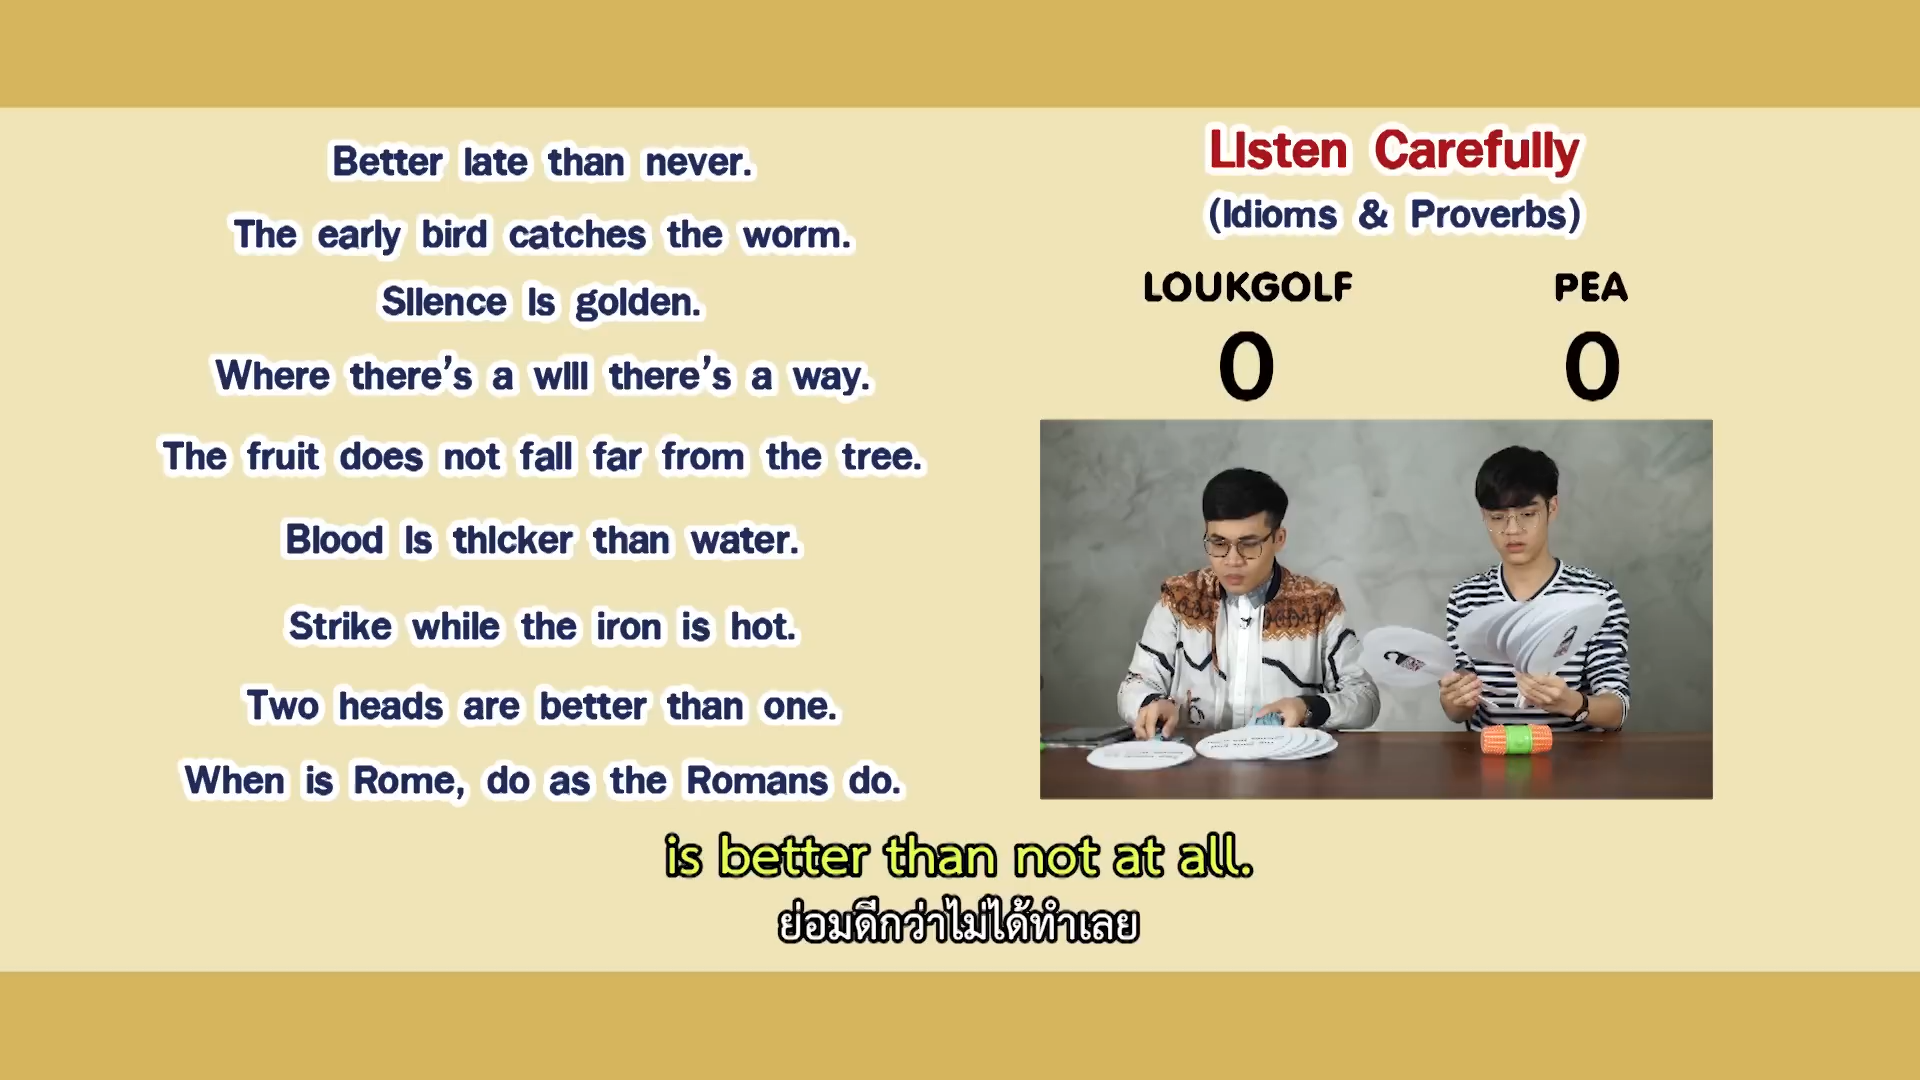 Better late than never.
The early bird catches the worm.
Silence is golden.
Where there's a will there's a way.
The fruit does not fall far from the tree.
Blood is thicker than water.
Strike while the iron is hot.
Two heads are better than one.
When is Rome, do as the Romans do.
Listen Carefully
(Idioms & Proverbs)
LOUKGOLF
PEA
0
0
is better than not at all.
ย่อมดีกว่าไม่ได้ทำเลย